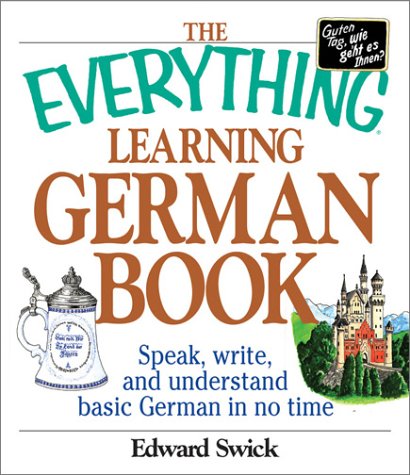 THE
EVERYTHING®
Guten
Tag, wie
geht es
Ihnen?
LEARNING
GERMAN
BOOK
Speak, write,
and understand
basic German in no time
Edward Swick